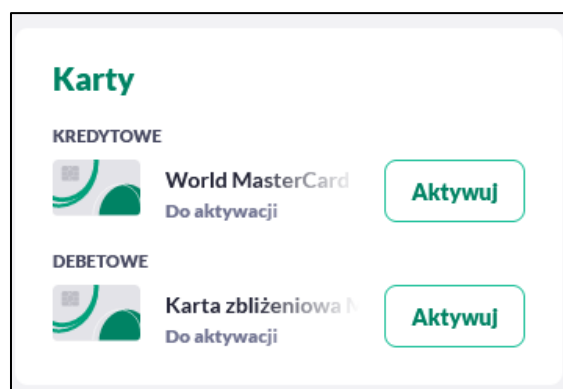 Karty
KREDYTOWE
World MasterCard
Do aktywacji
Aktywuj
DEBETOWE
Karta zbliżeniowa
Do aktywacji
Aktywuj